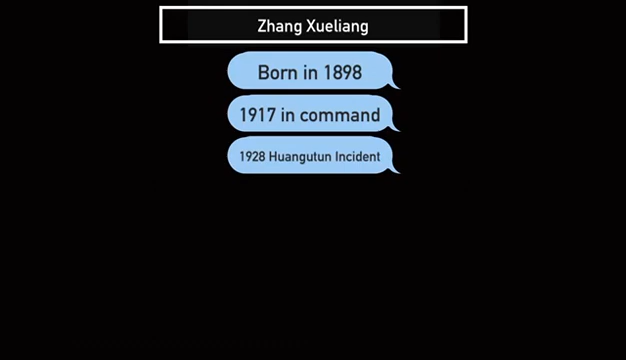 Zhang Xueliang
Born in 1898
1917 in command
1928 Huangutun Incident